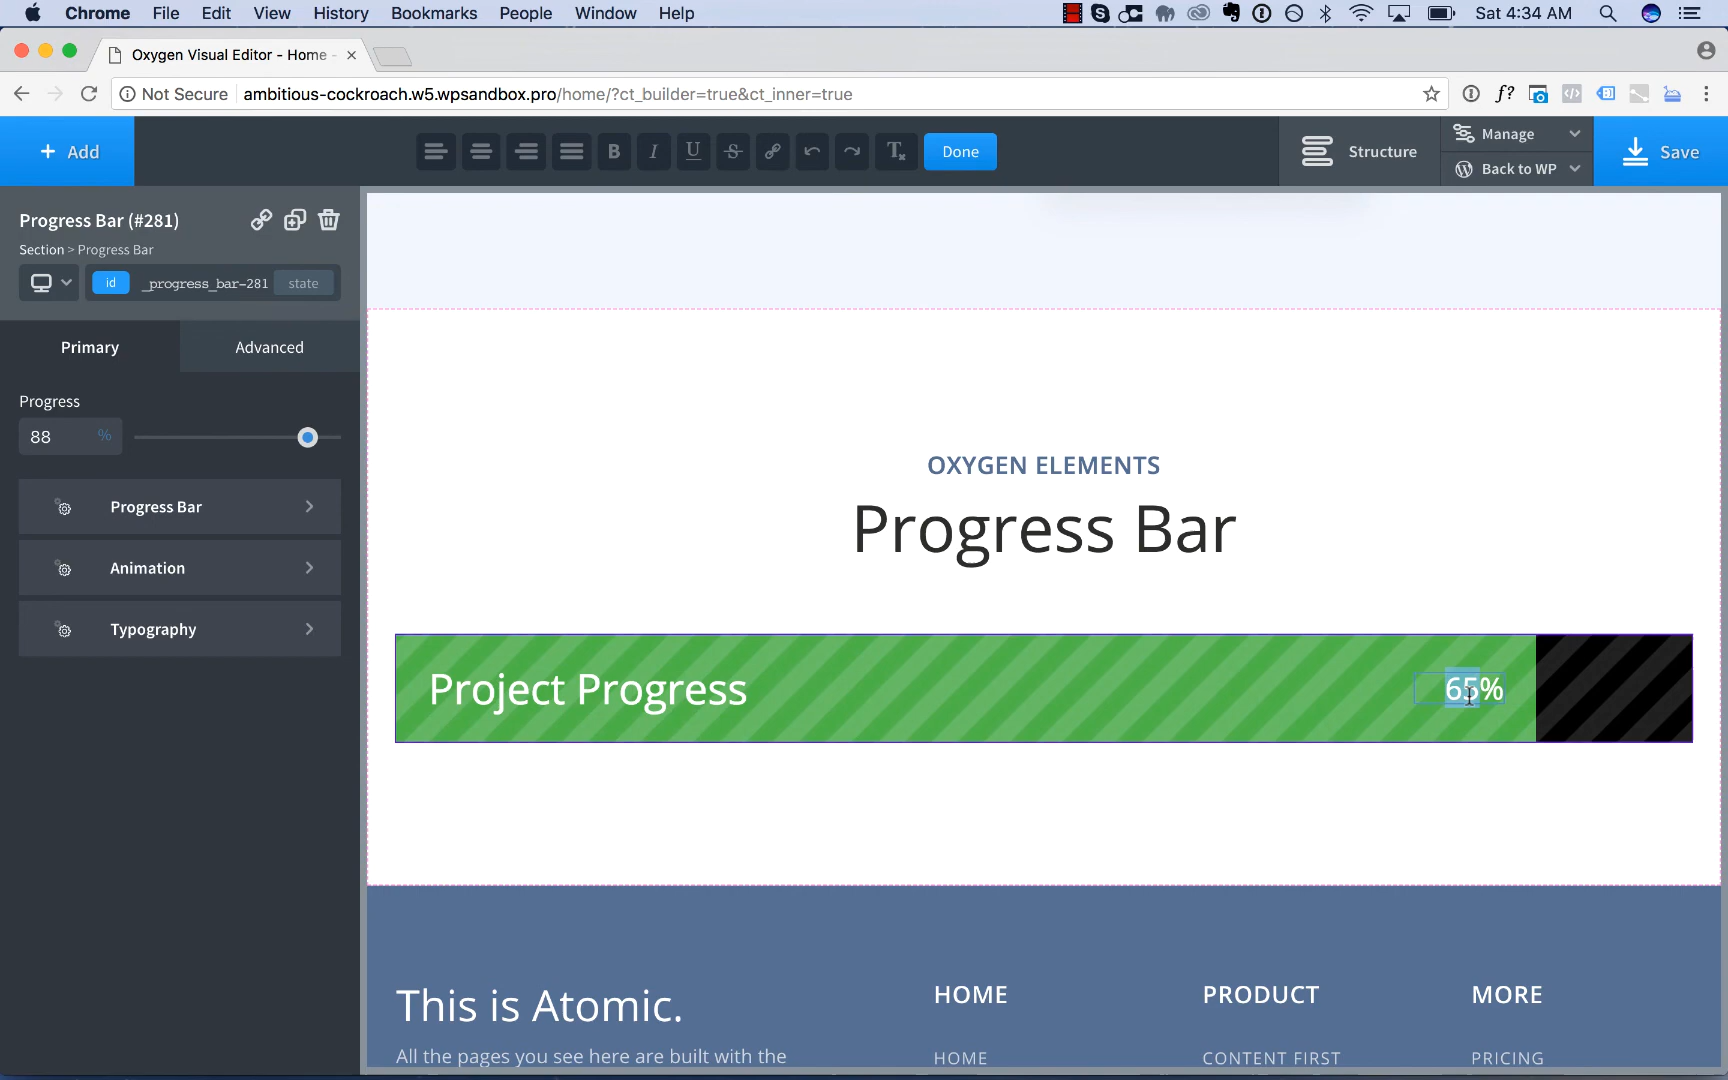 Chrome File Edit View History Bookmarks People Window Help Sat 4:34 AM
Oxygen Visual Editor - Home -
Not Secure ambitious-cockroach.w5.wpsandbox.pro/home/?ct_builder=true&ct_inner=true f?
+ Add B I U S Tx Done Structure Manage Back to WP Save
Progress Bar (#281)
Section > Progress Bar
id _progress_bar-281 state
Primary Advanced
Progress
88 %
Progress Bar
Animation
Typography
OXYGEN ELEMENTS
Progress Bar
Project Progress 65%
This is Atomic. HOME PRODUCT MORE
All the pages you see here are built with the HOME CONTENT FIRST PRICING